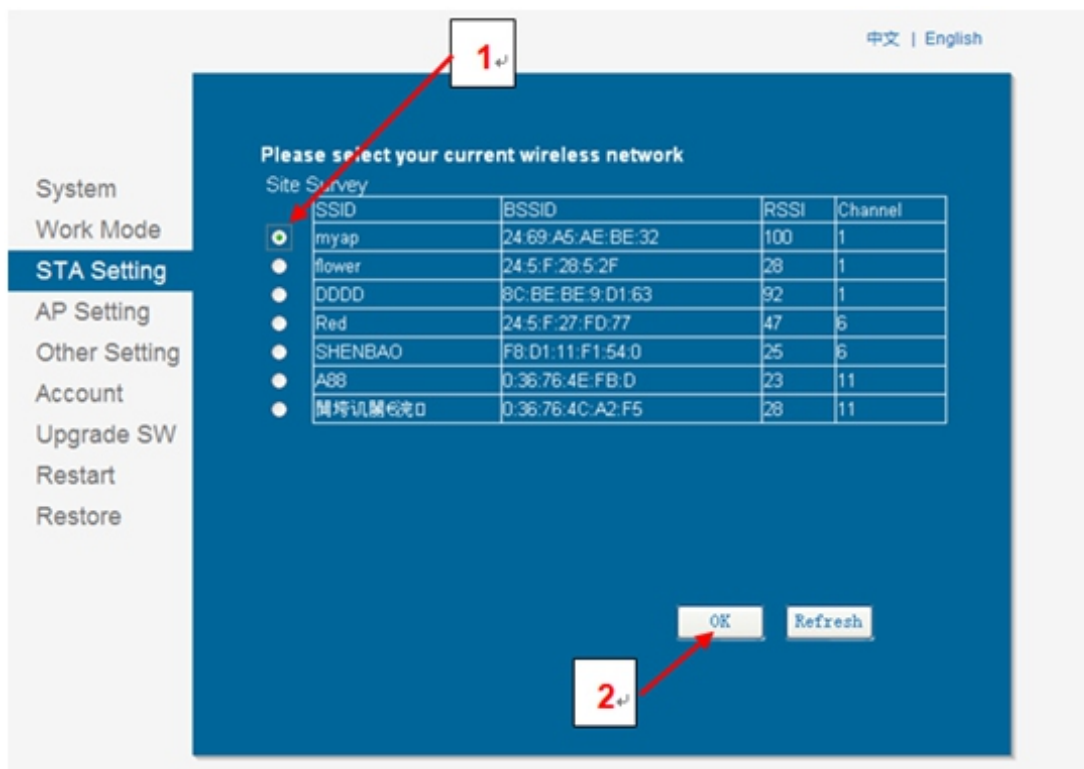 1
中文 | English
Please select your current wireless network
Site Survey
SSID BSSID RSSI Channel
myap 24:69:A5:AE:BE:32 100 1
flower 24:5:F:28:5:2F 28 1
DDDD 8C:BE:BE:9:D1:63 92 1
Red 24:5:F:27:FD:77 47 6
SHENBAO F8:D1:11:F1:54:0 25 6
A88 0:36:76:4E:FB:D 23 11
0:36:76:4C:A2:F5 28 11
System
Work Mode
STA Setting
AP Setting
Other Setting
Account
Upgrade SW
Restart
Restore
OK Refresh
2